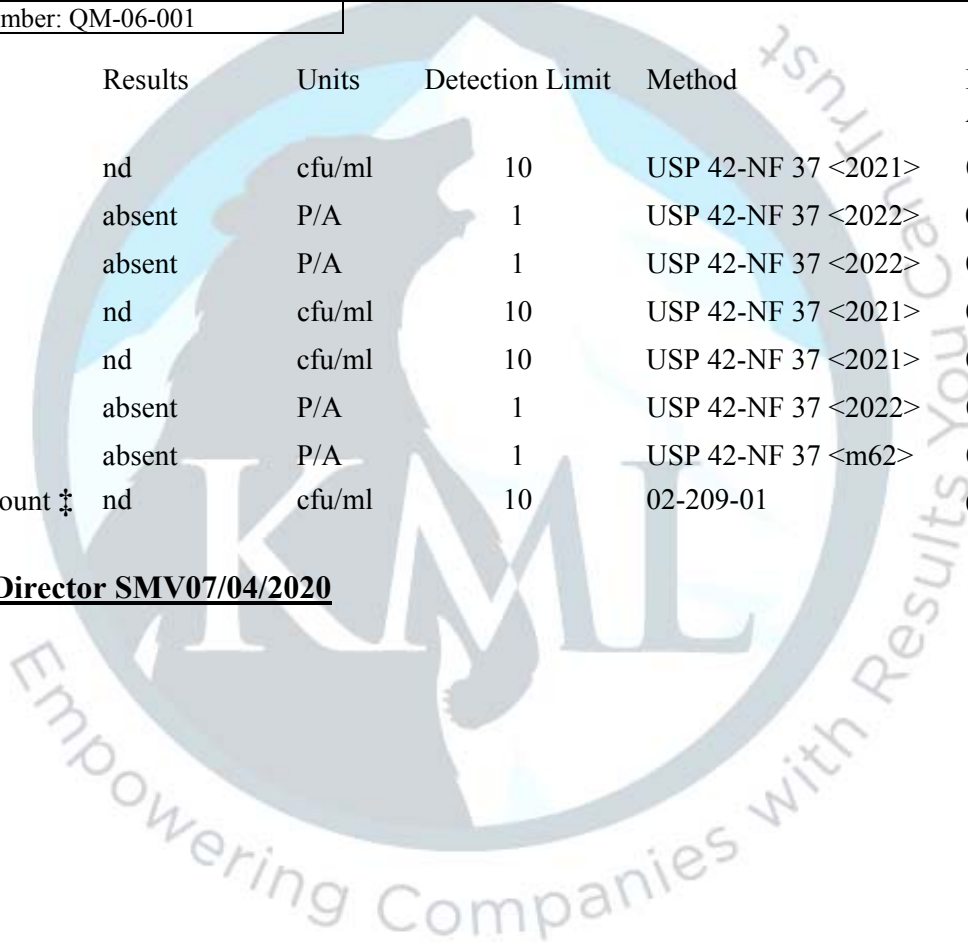 mber: QM-06-001
Results Units Detection Limit Method
nd cfu/ml 10 USP 42-NF 37 <2021>
absent P/A 1 USP 42-NF 37 <2022>
absent P/A 1 USP 42-NF 37 <2022>
nd cfu/ml 10 USP 42-NF 37 <2021>
nd cfu/ml 10 USP 42-NF 37 <2021>
absent P/A 1 USP 42-NF 37 <2022>
absent P/A 1 USP 42-NF 37 <m62>
ount ‡ nd cfu/ml 10 02-209-01
Director SMV07/04/2020
KML
Empowering Companies with Results You Can Trust